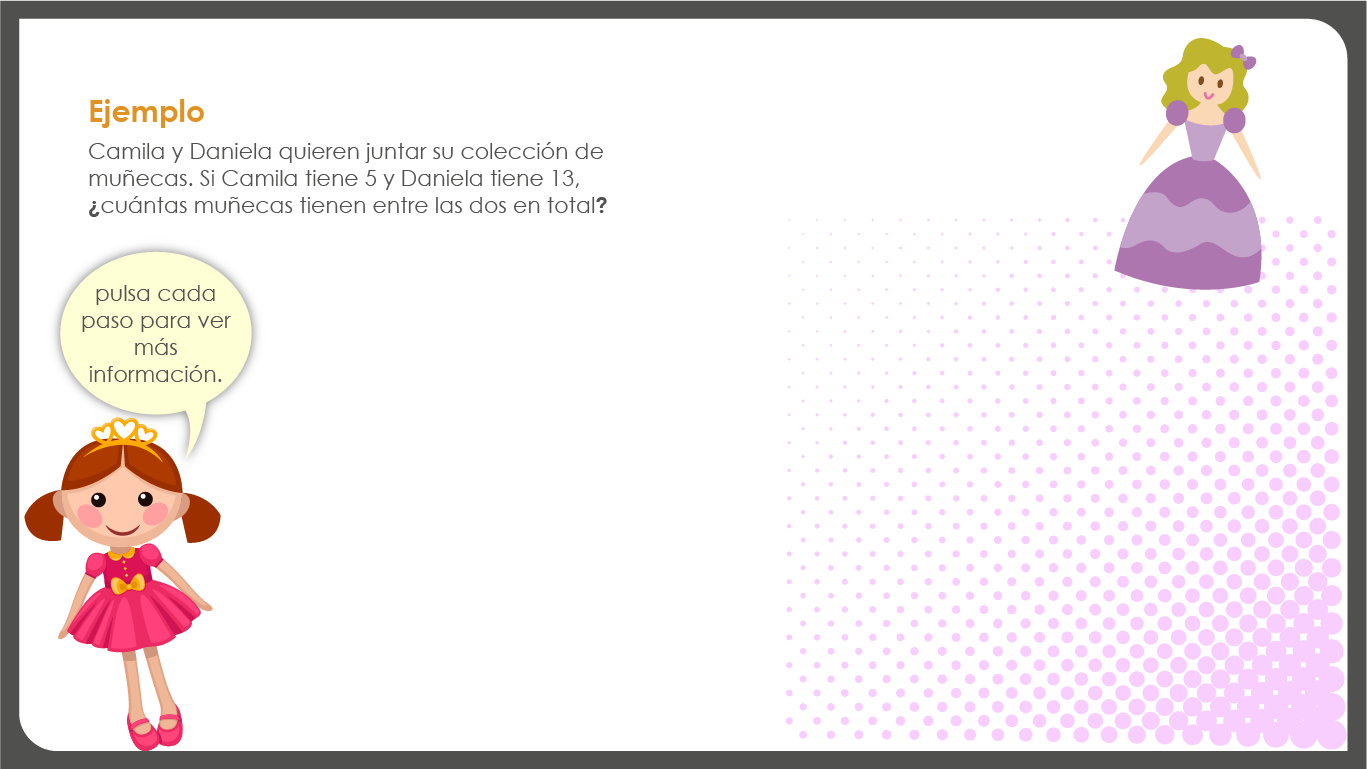 Ejemplo
Camila y Daniela quieren juntar su colección de
muñecas. Si Camila tiene 5 y Daniela tiene 13,
¿cuántas muñecas tienen entre las dos en total?
pulsa cada
paso para ver
más
información.